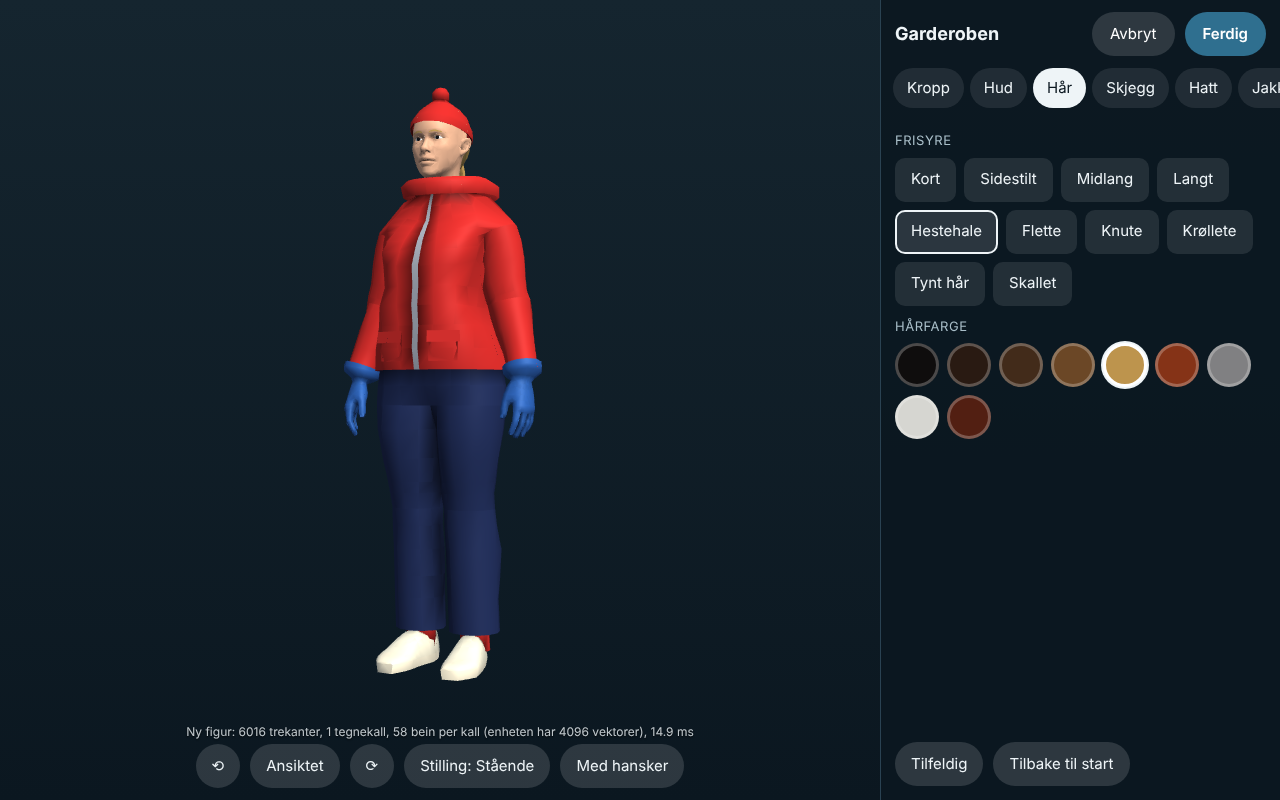 Garderoben
Avbryt
Ferdig
Kropp
Hud
Hår
Skjegg
Hatt
FRISYRE
Kort
Sidestilt
Midlang
Langt
Hestehale
Flette
Knute
Krøllete
Tynt hår
Skallet
HÅRFARGE
Ny figur: 6016 trekanter, 1 tegnekall, 58 bein per kall (enheten har 4096 vektorer), 14.9 ms
⟲
Ansiktet
⟳
Stilling: Stående
Med hansker
Tilfeldig
Tilbake til start